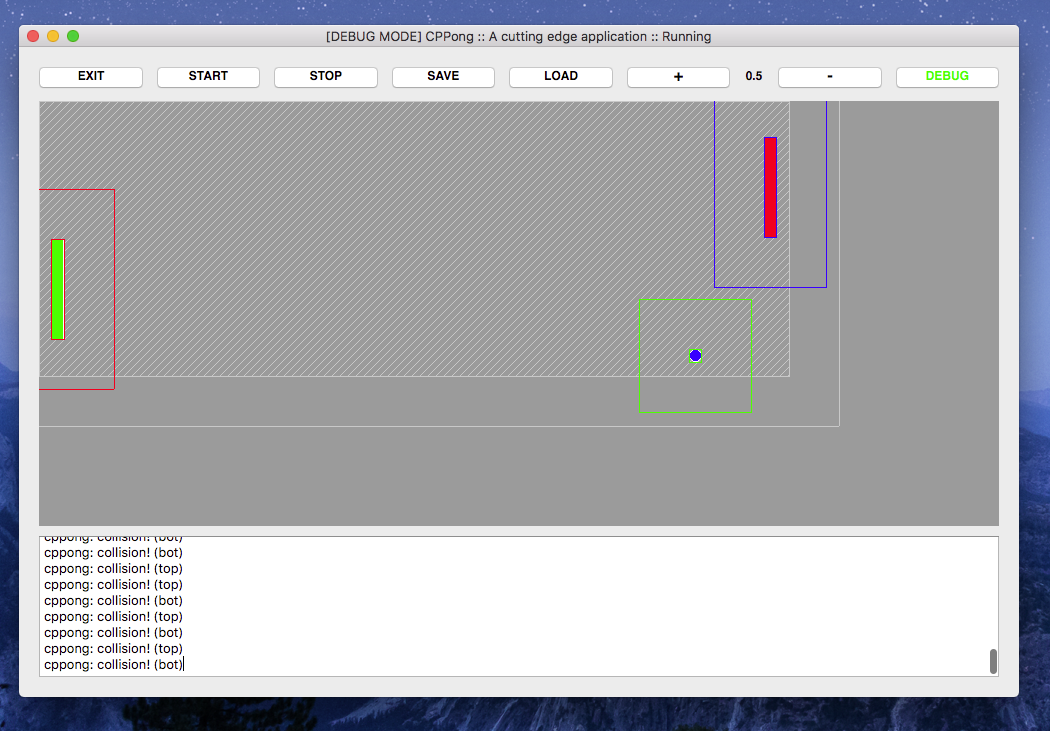 [DEBUG MODE] CPPong :: A cutting edge application :: Running
EXIT START STOP SAVE LOAD + 0.5 - DEBUG
cppong: collision! (bot)
cppong: collision! (bot)
cppong: collision! (top)
cppong: collision! (top)
cppong: collision! (bot)
cppong: collision! (top)
cppong: collision! (bot)
cppong: collision! (top)
cppong: collision! (bot)